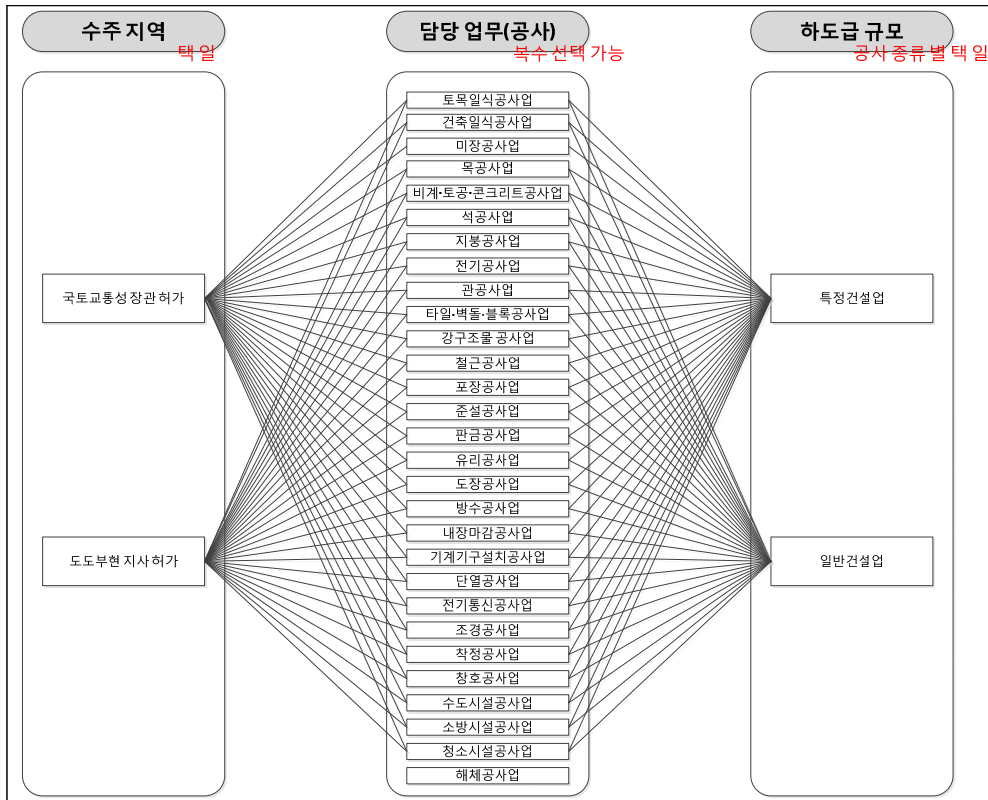 수주 지역
담당 업무(공사)
하도급 규모
택 일
복수 선택 가능
공사 종류 별 택 일
토목일식공사업
건축일식공사업
미장공사업
목공사업
비계·토공·콘크리트공사업
석공사업
지붕공사업
전기공사업
관공사업
타일·벽돌·블록공사업
강구조물 공사업
철근공사업
포장공사업
준설공사업
판금공사업
유리공사업
도장공사업
방수공사업
내장마감공사업
기계기구설치공사업
단열공사업
전기통신공사업
조경공사업
착정공사업
창호공사업
수도시설공사업
소방시설공사업
청소시설공사업
해체공사업
국토교통성 장관 허가
도도부현 지사 허가
특정건설업
일반건설업